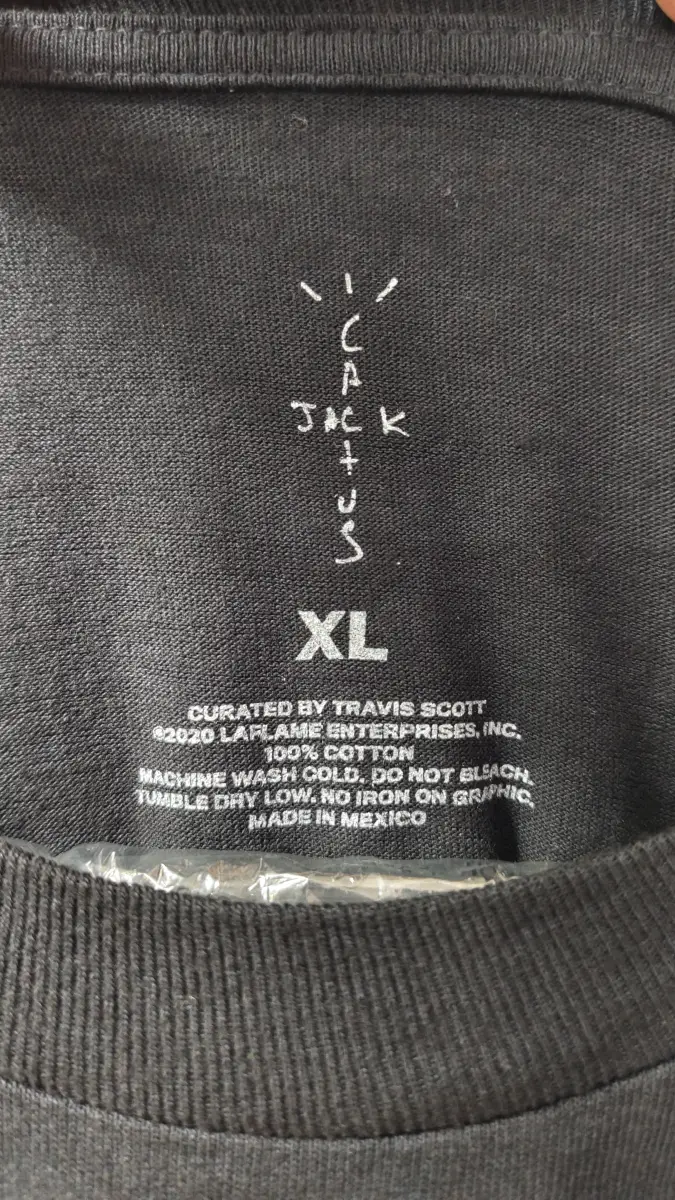 CACTUS
JACK
XL
CURATED BY TRAVIS SCOTT
©2020 LAFLAME ENTERPRISES, INC.
100% COTTON
MACHINE WASH COLD. DO NOT BLEACH.
TUMBLE DRY LOW. NO IRON ON GRAPHIC.
MADE IN MEXICO